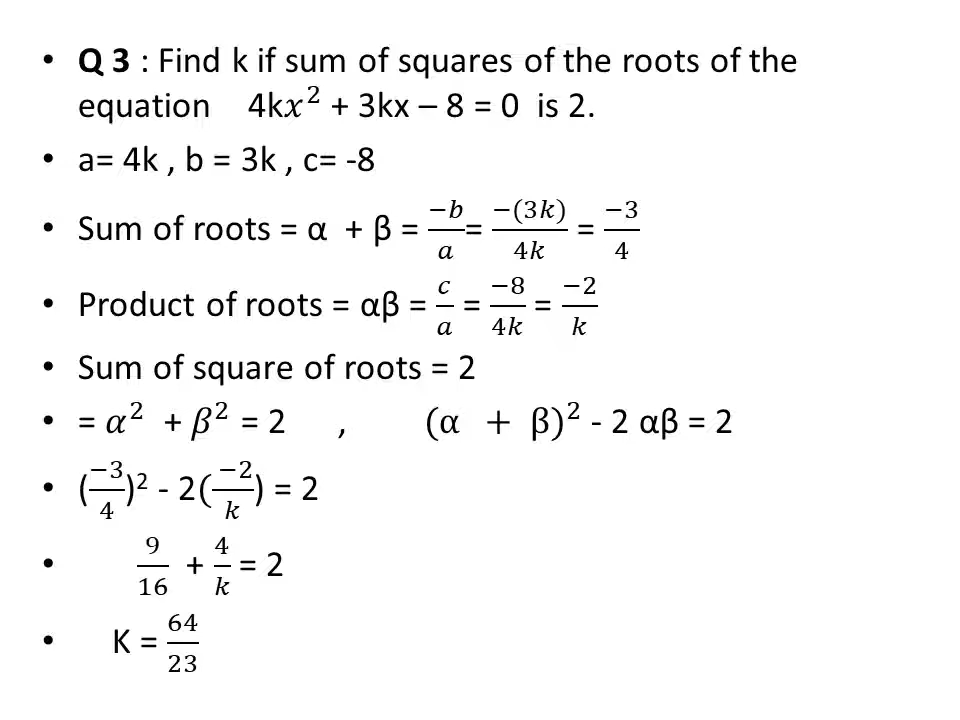 • Q 3 : Find k if sum of squares of the roots of the
equation 4k𝑥² + 3kx – 8 = 0 is 2.
• a= 4k , b = 3k , c= -8
• Sum of roots = α + β = −b/a = −(3k)/4k = −3/4
• Product of roots = αβ = c/a = −8/4k = −2/k
• Sum of square of roots = 2
• = α² + β² = 2 , (α + β)² - 2 αβ = 2
• (−3/4)² - 2(−2/k) = 2
• 9/16 + 4/k = 2
• K = 64/23